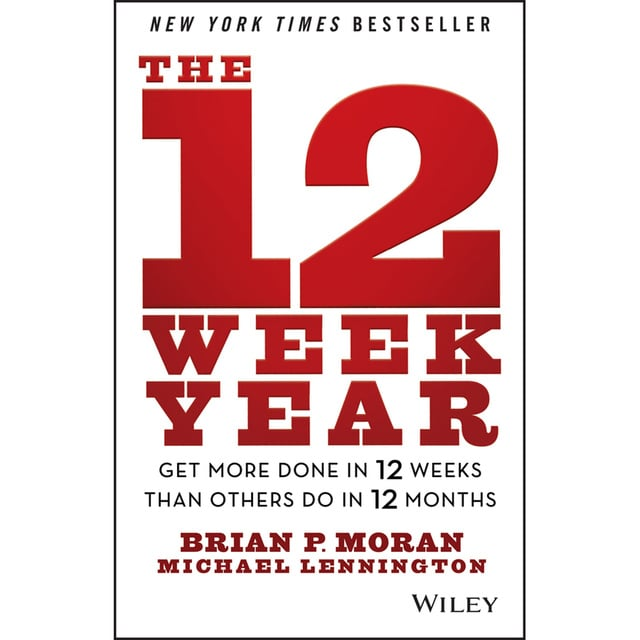 NEW YORK TIMES BESTSELLER
THE
12
WEEK
YEAR
GET MORE DONE IN 12 WEEKS
THAN OTHERS DO IN 12 MONTHS
BRIAN P. MORAN
MICHAEL LENNINGTON
WILEY